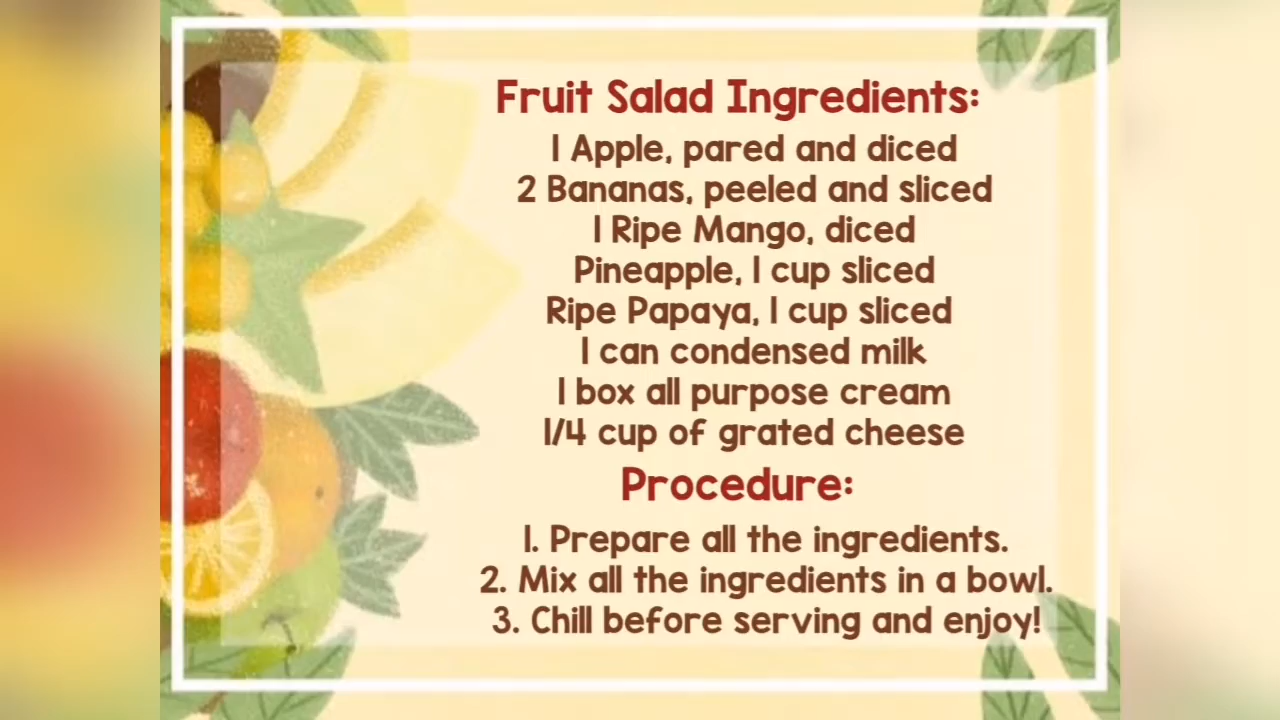 Fruit Salad Ingredients:
1 Apple, pared and diced
2 Bananas, peeled and sliced
1 Ripe Mango, diced
Pineapple, 1 cup sliced
Ripe Papaya, 1 cup sliced
1 can condensed milk
1 box all purpose cream
1/4 cup of grated cheese
Procedure:
1. Prepare all the ingredients.
2. Mix all the ingredients in a bowl.
3. Chill before serving and enjoy!